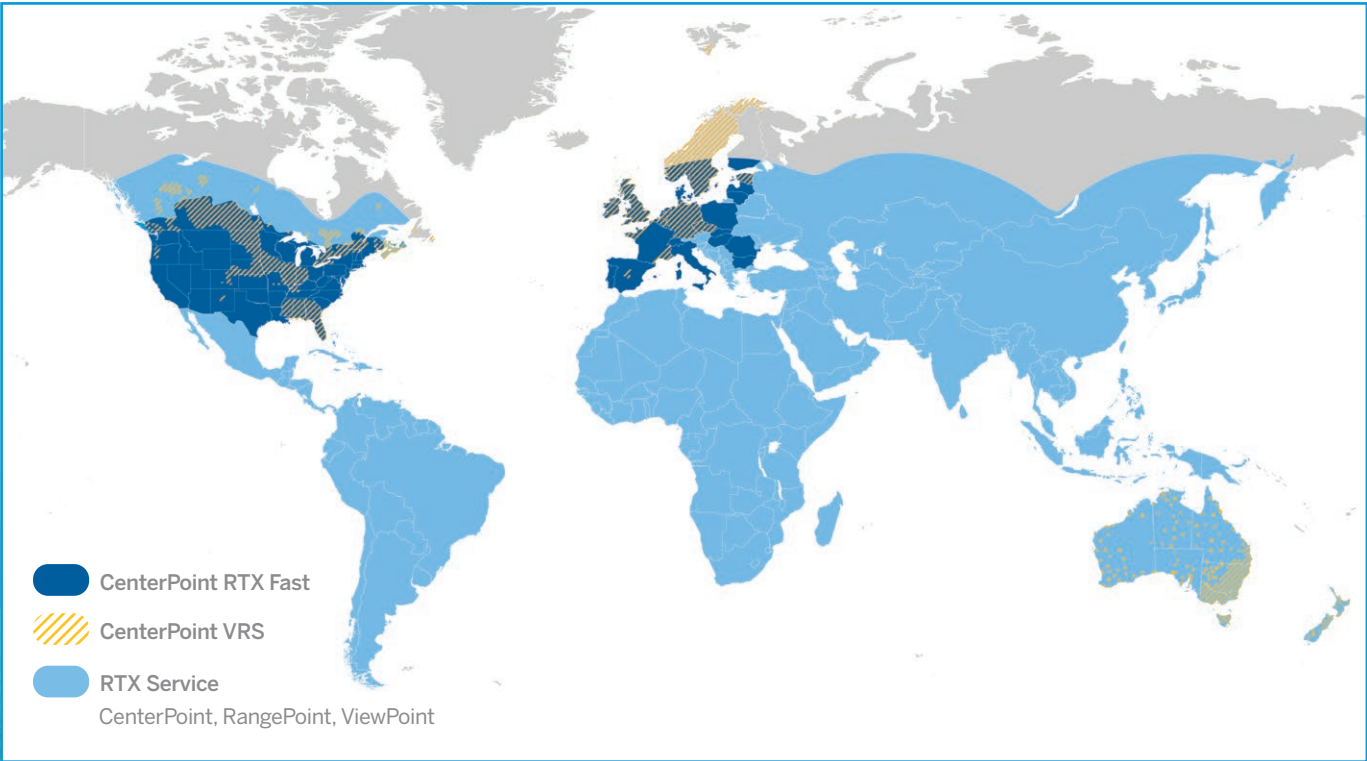 CenterPoint RTX Fast
CenterPoint VRS
RTX Service
CenterPoint, RangePoint, ViewPoint